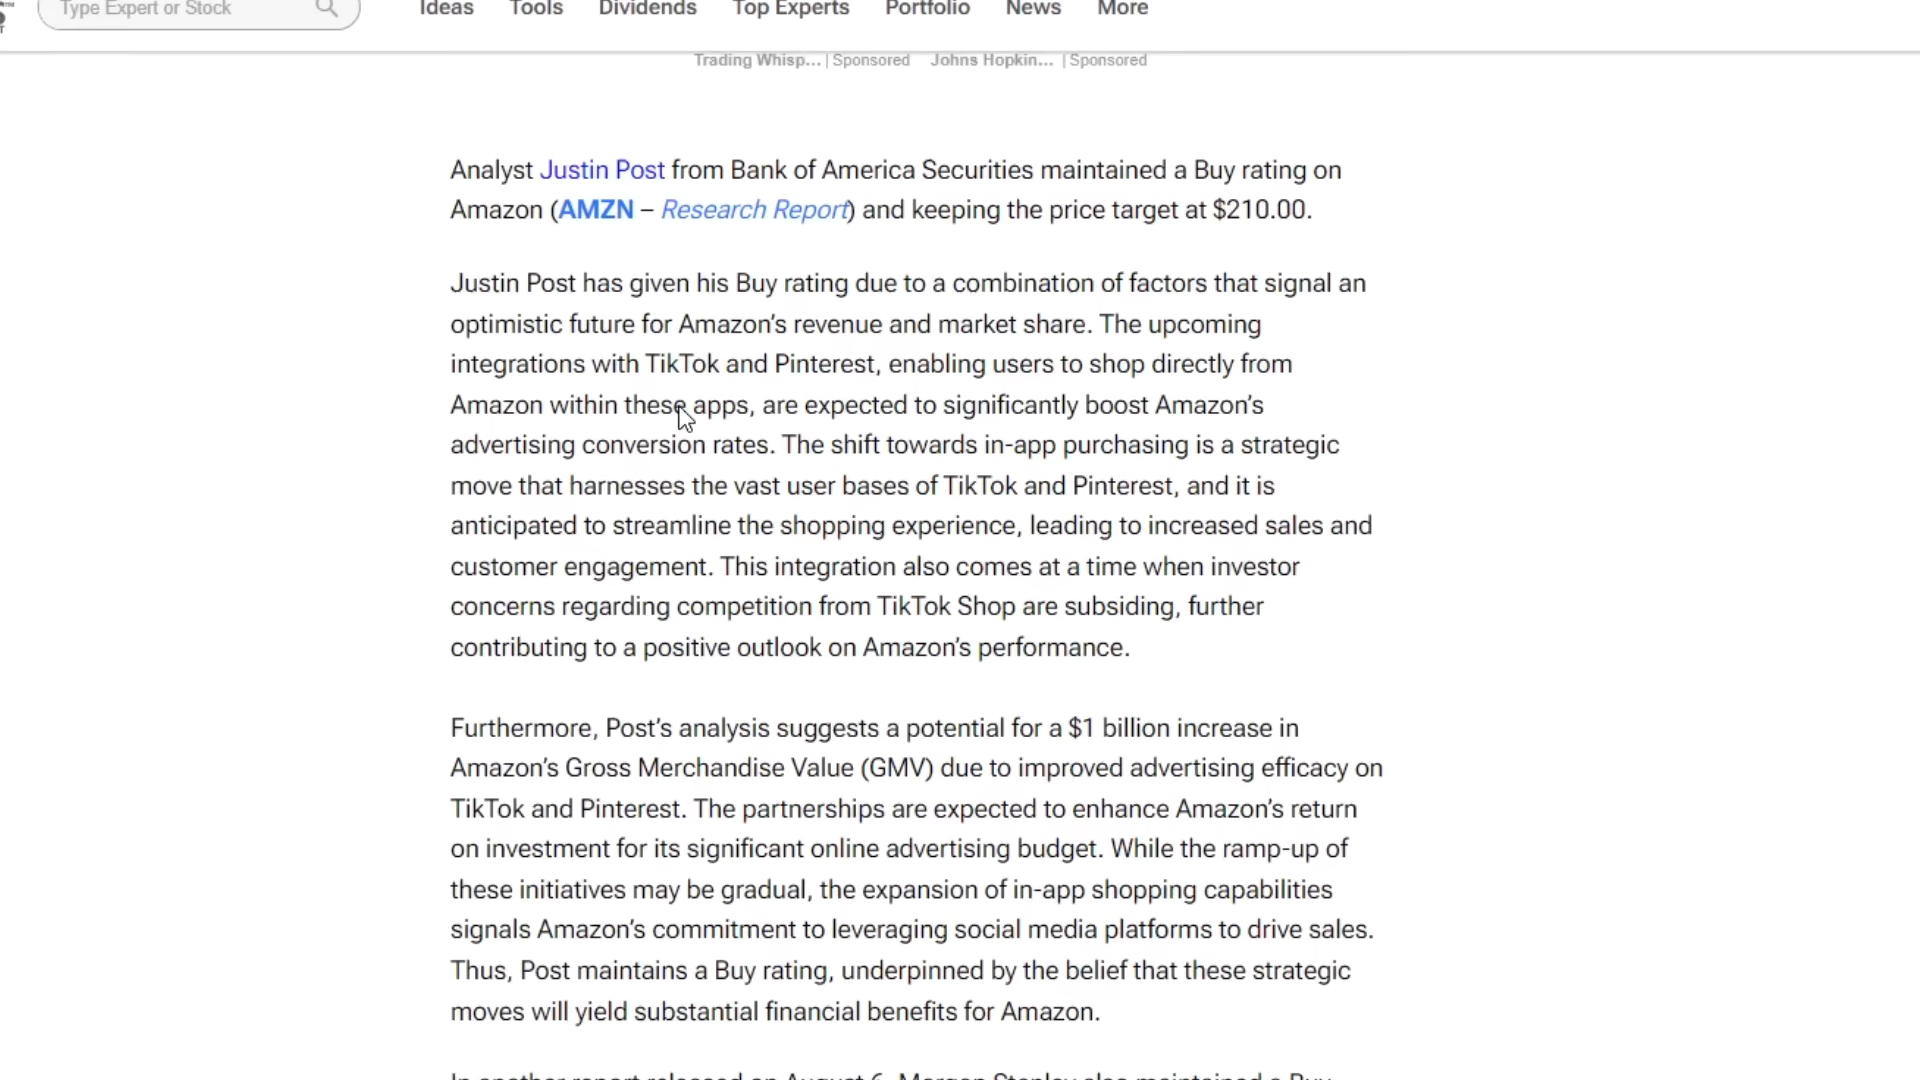 Type Expert or Stock
Ideas Tools Dividends Top Experts Portfolio News More
Trading Whisp... | Sponsored Johns Hopkin... | Sponsored
Analyst Justin Post from Bank of America Securities maintained a Buy rating on
Amazon (AMZN – Research Report) and keeping the price target at $210.00.
Justin Post has given his Buy rating due to a combination of factors that signal an
optimistic future for Amazon’s revenue and market share. The upcoming
integrations with TikTok and Pinterest, enabling users to shop directly from
Amazon within these apps, are expected to significantly boost Amazon’s
advertising conversion rates. The shift towards in-app purchasing is a strategic
move that harnesses the vast user bases of TikTok and Pinterest, and it is
anticipated to streamline the shopping experience, leading to increased sales and
customer engagement. This integration also comes at a time when investor
concerns regarding competition from TikTok Shop are subsiding, further
contributing to a positive outlook on Amazon’s performance.
Furthermore, Post’s analysis suggests a potential for a $1 billion increase in
Amazon’s Gross Merchandise Value (GMV) due to improved advertising efficacy on
TikTok and Pinterest. The partnerships are expected to enhance Amazon’s return
on investment for its significant online advertising budget. While the ramp-up of
these initiatives may be gradual, the expansion of in-app shopping capabilities
signals Amazon’s commitment to leveraging social media platforms to drive sales.
Thus, Post maintains a Buy rating, underpinned by the belief that these strategic
moves will yield substantial financial benefits for Amazon.
In another report released on August 6, Morgan Stanley also maintained a Buy